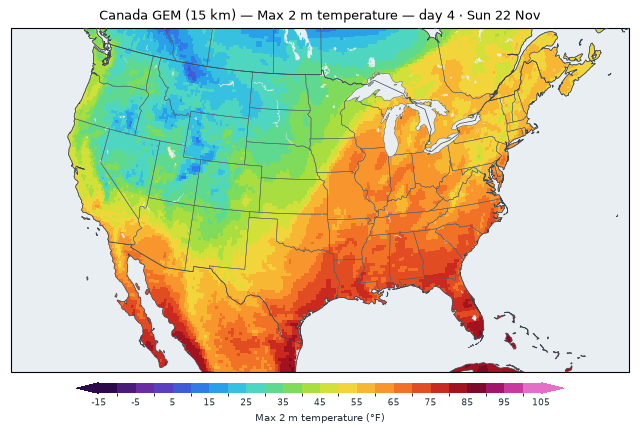 Canada GEM (15 km) — Max 2 m temperature — day 4 · Sun 22 Nov
-15 -5 5 15 25 35 45 55 65 75 85 95 105
Max 2 m temperature (°F)